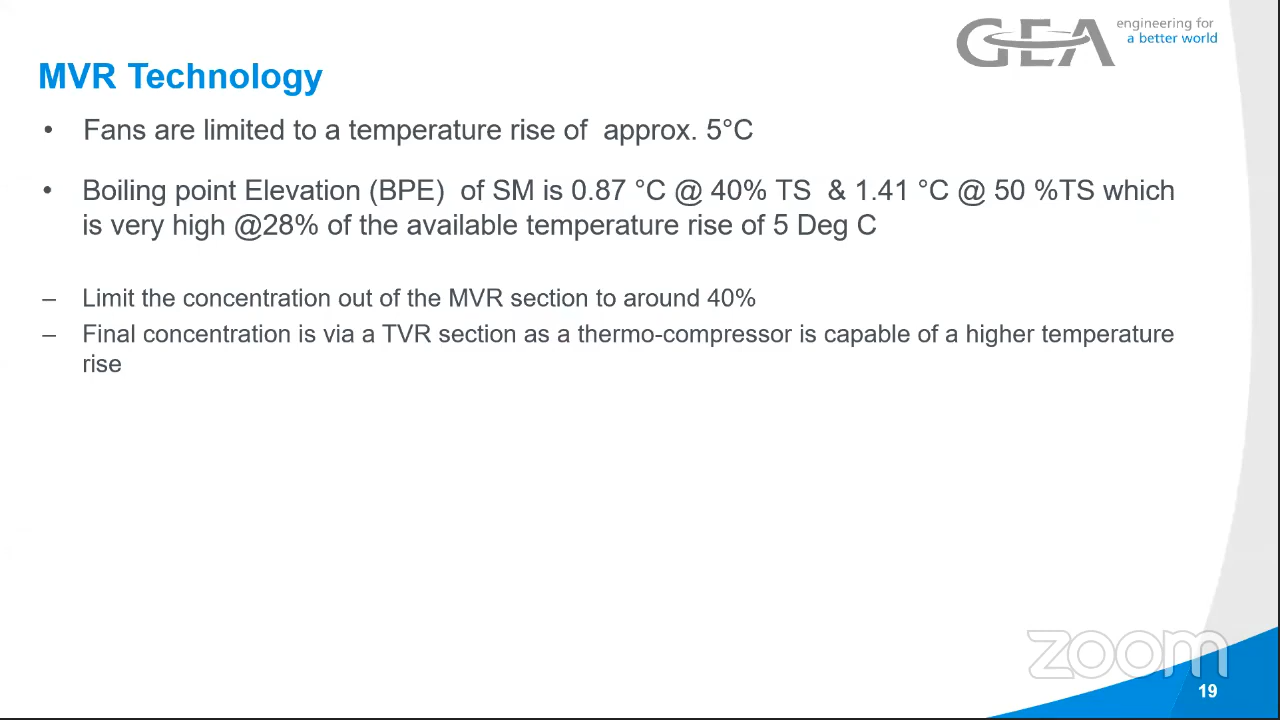 GEA
engineering for
a better world
MVR Technology
• Fans are limited to a temperature rise of approx. 5°C
• Boiling point Elevation (BPE) of SM is 0.87 °C @ 40% TS & 1.41 °C @ 50 %TS which
is very high @28% of the available temperature rise of 5 Deg C
– Limit the concentration out of the MVR section to around 40%
– Final concentration is via a TVR section as a thermo-compressor is capable of a higher temperature
rise
zoom
19